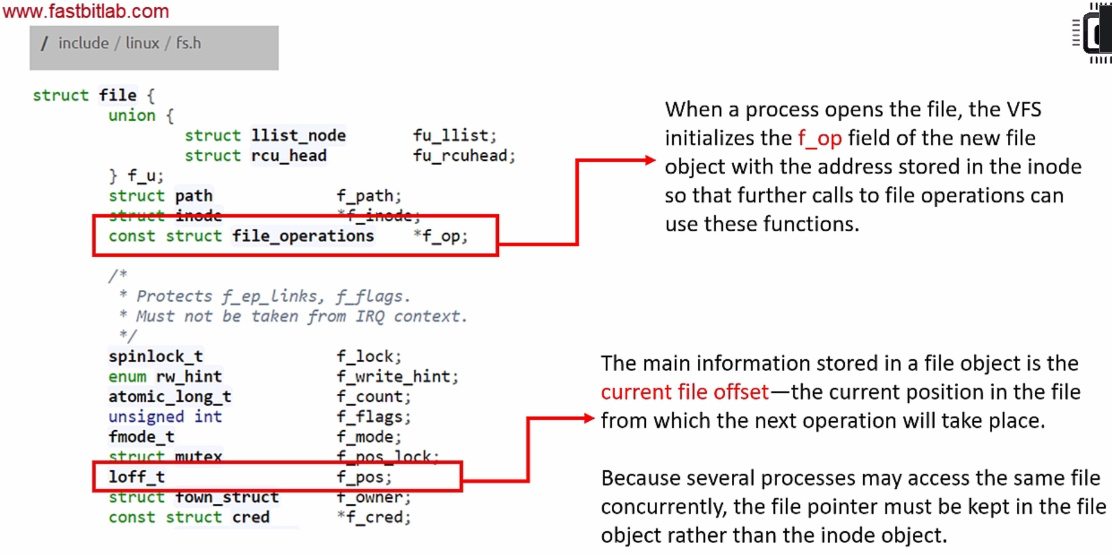 www.fastbitlab.com
/ include / linux / fs.h
struct file {
union {
struct llist_node fu_llist;
struct rcu_head fu_rcuhead;
} f_u;
struct path f_path;
struct inode *f_inode;
const struct file_operations *f_op;
/*
* Protects f_ep_links, f_flags.
* Must not be taken from IRQ context.
*/
spinlock_t f_lock;
enum rw_hint f_write_hint;
atomic_long_t f_count;
unsigned int f_flags;
fmode_t f_mode;
struct mutex f_pos_lock;
loff_t f_pos;
struct fown_struct f_owner;
const struct cred *f_cred;
When a process opens the file, the VFS
initializes the f_op field of the new file
object with the address stored in the inode
so that further calls to file operations can
use these functions.
The main information stored in a file object is the
current file offset—the current position in the file
from which the next operation will take place.
Because several processes may access the same file
concurrently, the file pointer must be kept in the file
object rather than the inode object.